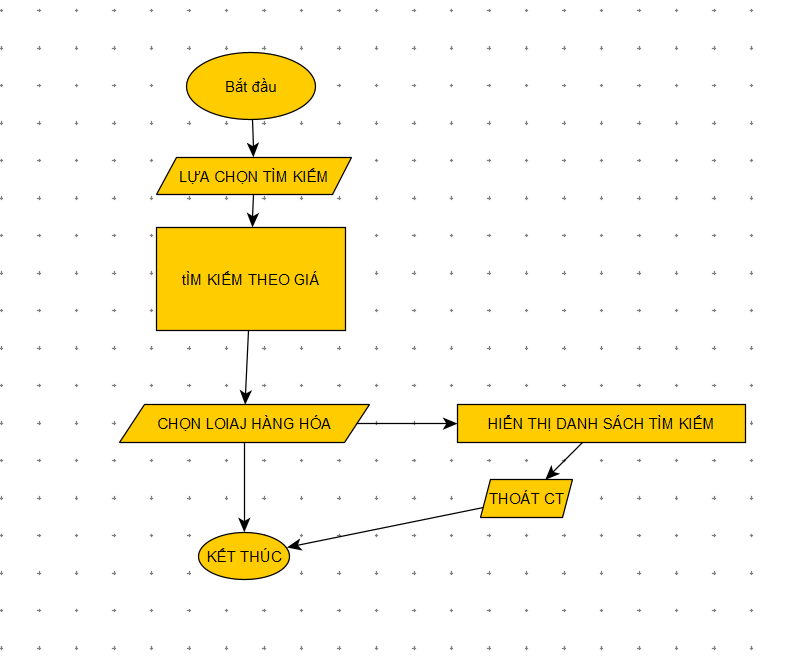 Bắt đầu
LỰA CHỌN TÌM KIẾM
tÌM KIẾM THEO GIÁ
CHỌN LOIAJ HÀNG HÓA
HIỂN THỊ DANH SÁCH TÌM KIẾM
THOÁT CT
KẾT THÚC